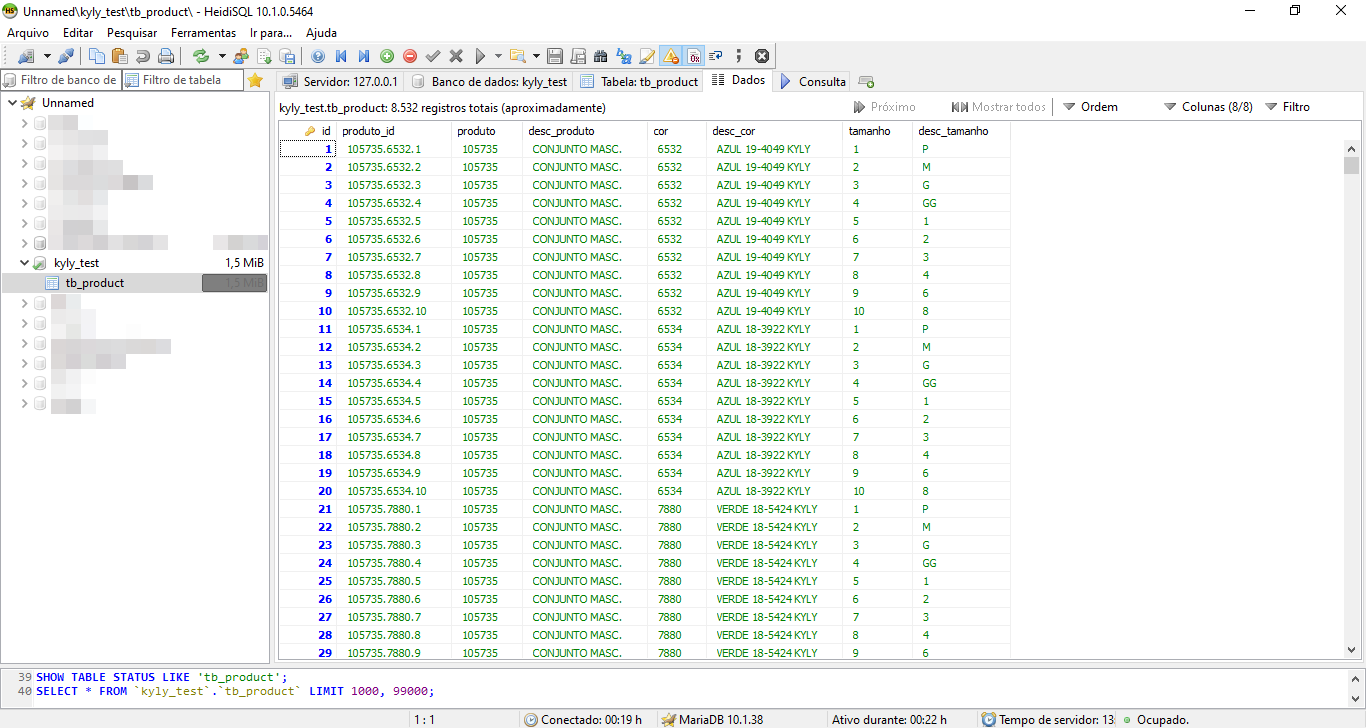 Unnamed\kyly_test\tb_product\ - HeidiSQL 10.1.0.5464
Arquivo Editar Pesquisar Ferramentas Ir para... Ajuda
Filtro de banco de Filtro de tabela
Servidor: 127.0.0.1 Banco de dados: kyly_test Tabela: tb_product Dados Consulta
Unnamed
kyly_test 1,5 MiB
tb_product 1,5 MiB
kyly_test.tb_product: 8.532 registros totais (aproximadamente) Próximo Mostrar todos Ordem Colunas (8/8) Filtro
id produto_id produto desc_produto cor desc_cor tamanho desc_tamanho
1 105735.6532.1 105735 CONJUNTO MASC. 6532 AZUL 19-4049 KYLY 1 P
2 105735.6532.2 105735 CONJUNTO MASC. 6532 AZUL 19-4049 KYLY 2 M
3 105735.6532.3 105735 CONJUNTO MASC. 6532 AZUL 19-4049 KYLY 3 G
4 105735.6532.4 105735 CONJUNTO MASC. 6532 AZUL 19-4049 KYLY 4 GG
5 105735.6532.5 105735 CONJUNTO MASC. 6532 AZUL 19-4049 KYLY 5 1
6 105735.6532.6 105735 CONJUNTO MASC. 6532 AZUL 19-4049 KYLY 6 2
7 105735.6532.7 105735 CONJUNTO MASC. 6532 AZUL 19-4049 KYLY 7 3
8 105735.6532.8 105735 CONJUNTO MASC. 6532 AZUL 19-4049 KYLY 8 4
9 105735.6532.9 105735 CONJUNTO MASC. 6532 AZUL 19-4049 KYLY 9 6
10 105735.6532.10 105735 CONJUNTO MASC. 6532 AZUL 19-4049 KYLY 10 8
11 105735.6534.1 105735 CONJUNTO MASC. 6534 AZUL 18-3922 KYLY 1 P
12 105735.6534.2 105735 CONJUNTO MASC. 6534 AZUL 18-3922 KYLY 2 M
13 105735.6534.3 105735 CONJUNTO MASC. 6534 AZUL 18-3922 KYLY 3 G
14 105735.6534.4 105735 CONJUNTO MASC. 6534 AZUL 18-3922 KYLY 4 GG
15 105735.6534.5 105735 CONJUNTO MASC. 6534 AZUL 18-3922 KYLY 5 1
16 105735.6534.6 105735 CONJUNTO MASC. 6534 AZUL 18-3922 KYLY 6 2
17 105735.6534.7 105735 CONJUNTO MASC. 6534 AZUL 18-3922 KYLY 7 3
18 105735.6534.8 105735 CONJUNTO MASC. 6534 AZUL 18-3922 KYLY 8 4
19 105735.6534.9 105735 CONJUNTO MASC. 6534 AZUL 18-3922 KYLY 9 6
20 105735.6534.10 105735 CONJUNTO MASC. 6534 AZUL 18-3922 KYLY 10 8
21 105735.7880.1 105735 CONJUNTO MASC. 7880 VERDE 18-5424 KYLY 1 P
22 105735.7880.2 105735 CONJUNTO MASC. 7880 VERDE 18-5424 KYLY 2 M
23 105735.7880.3 105735 CONJUNTO MASC. 7880 VERDE 18-5424 KYLY 3 G
24 105735.7880.4 105735 CONJUNTO MASC. 7880 VERDE 18-5424 KYLY 4 GG
25 105735.7880.5 105735 CONJUNTO MASC. 7880 VERDE 18-5424 KYLY 5 1
26 105735.7880.6 105735 CONJUNTO MASC. 7880 VERDE 18-5424 KYLY 6 2
27 105735.7880.7 105735 CONJUNTO MASC. 7880 VERDE 18-5424 KYLY 7 3
28 105735.7880.8 105735 CONJUNTO MASC. 7880 VERDE 18-5424 KYLY 8 4
29 105735.7880.9 105735 CONJUNTO MASC. 7880 VERDE 18-5424 KYLY 9 6
39 SHOW TABLE STATUS LIKE 'tb_product';
40 SELECT * FROM `kyly_test`.`tb_product` LIMIT 1000, 99000;
1 : 1 Conectado: 00:19 h MariaDB 10.1.38 Ativo durante: 00:22 h Tempo de servidor: 13: Ocupado.